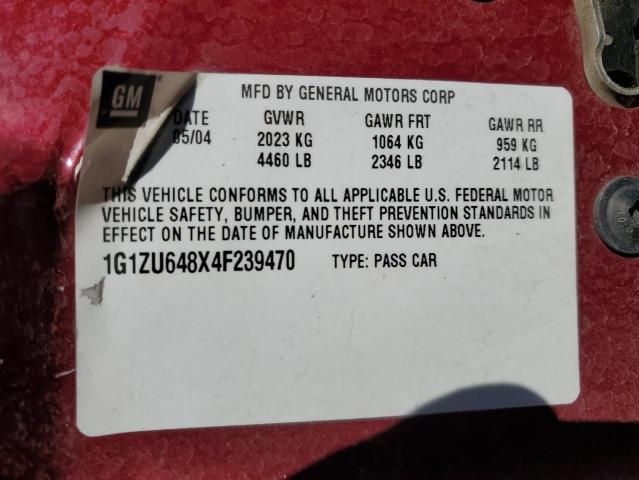 GM
MFD BY GENERAL MOTORS CORP
DATE GVWR GAWR FRT GAWR RR
05/04 2023 KG 1064 KG 959 KG
4460 LB 2346 LB 2114 LB
THIS VEHICLE CONFORMS TO ALL APPLICABLE U.S. FEDERAL MOTOR
VEHICLE SAFETY, BUMPER, AND THEFT PREVENTION STANDARDS IN
EFFECT ON THE DATE OF MANUFACTURE SHOWN ABOVE.
1G1ZU648X4F239470 TYPE: PASS CAR